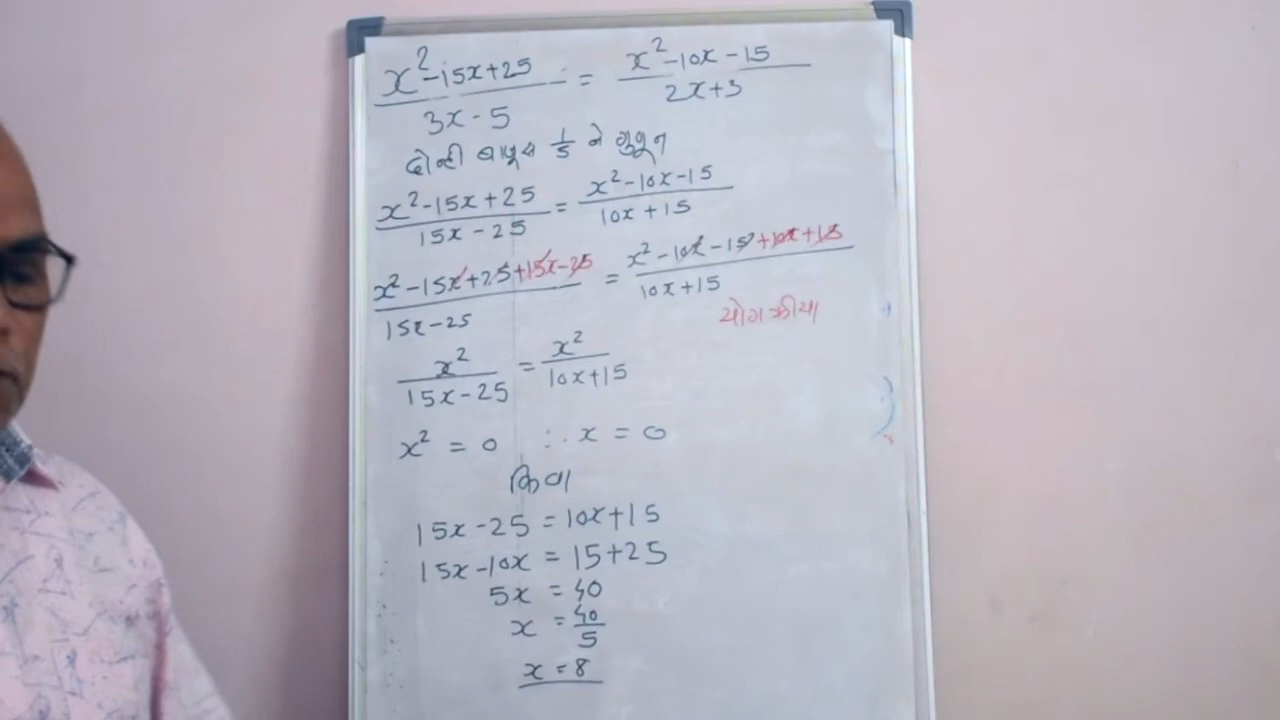 x²-15x+25 / 3x-5 = x²-10x-15 / 2x+3
दोन्ही बाजूस 1/5 ने गुणून
x²-15x+25 / 15x-25 = x²-10x-15 / 10x+15
x²-15x+25+15x-25 / 15x-25 = x²-10x-15+10x+15 / 10x+15
योगक्रीया
x² / 15x-25 = x² / 10x+15
x² = 0 ∴ x = 0
किंवा
15x-25 = 10x+15
15x-10x = 15+25
5x = 40
x = 40/5
x = 8